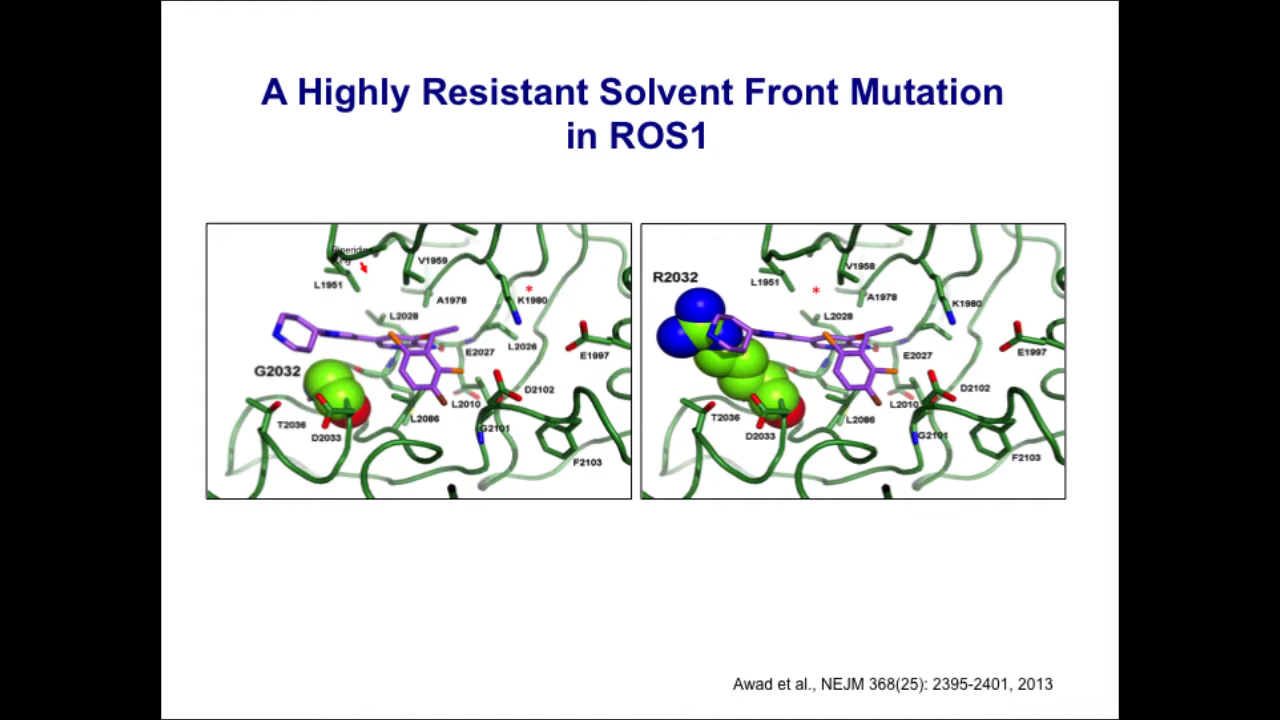 A Highly Resistant Solvent Front Mutation
in ROS1
V1959
L1951
K1980
A1978
L2028
L2026
E2027
E1997
G2032
D2102
L2010
T2036
L2086
G2101
D2033
F2103
R2032
V1958
L1951
A1978
K1980
L2028
E1997
E2027
D2102
L2010
T2036
L2086
D2033
G2101
F2103
Awad et al., NEJM 368(25): 2395-2401, 2013